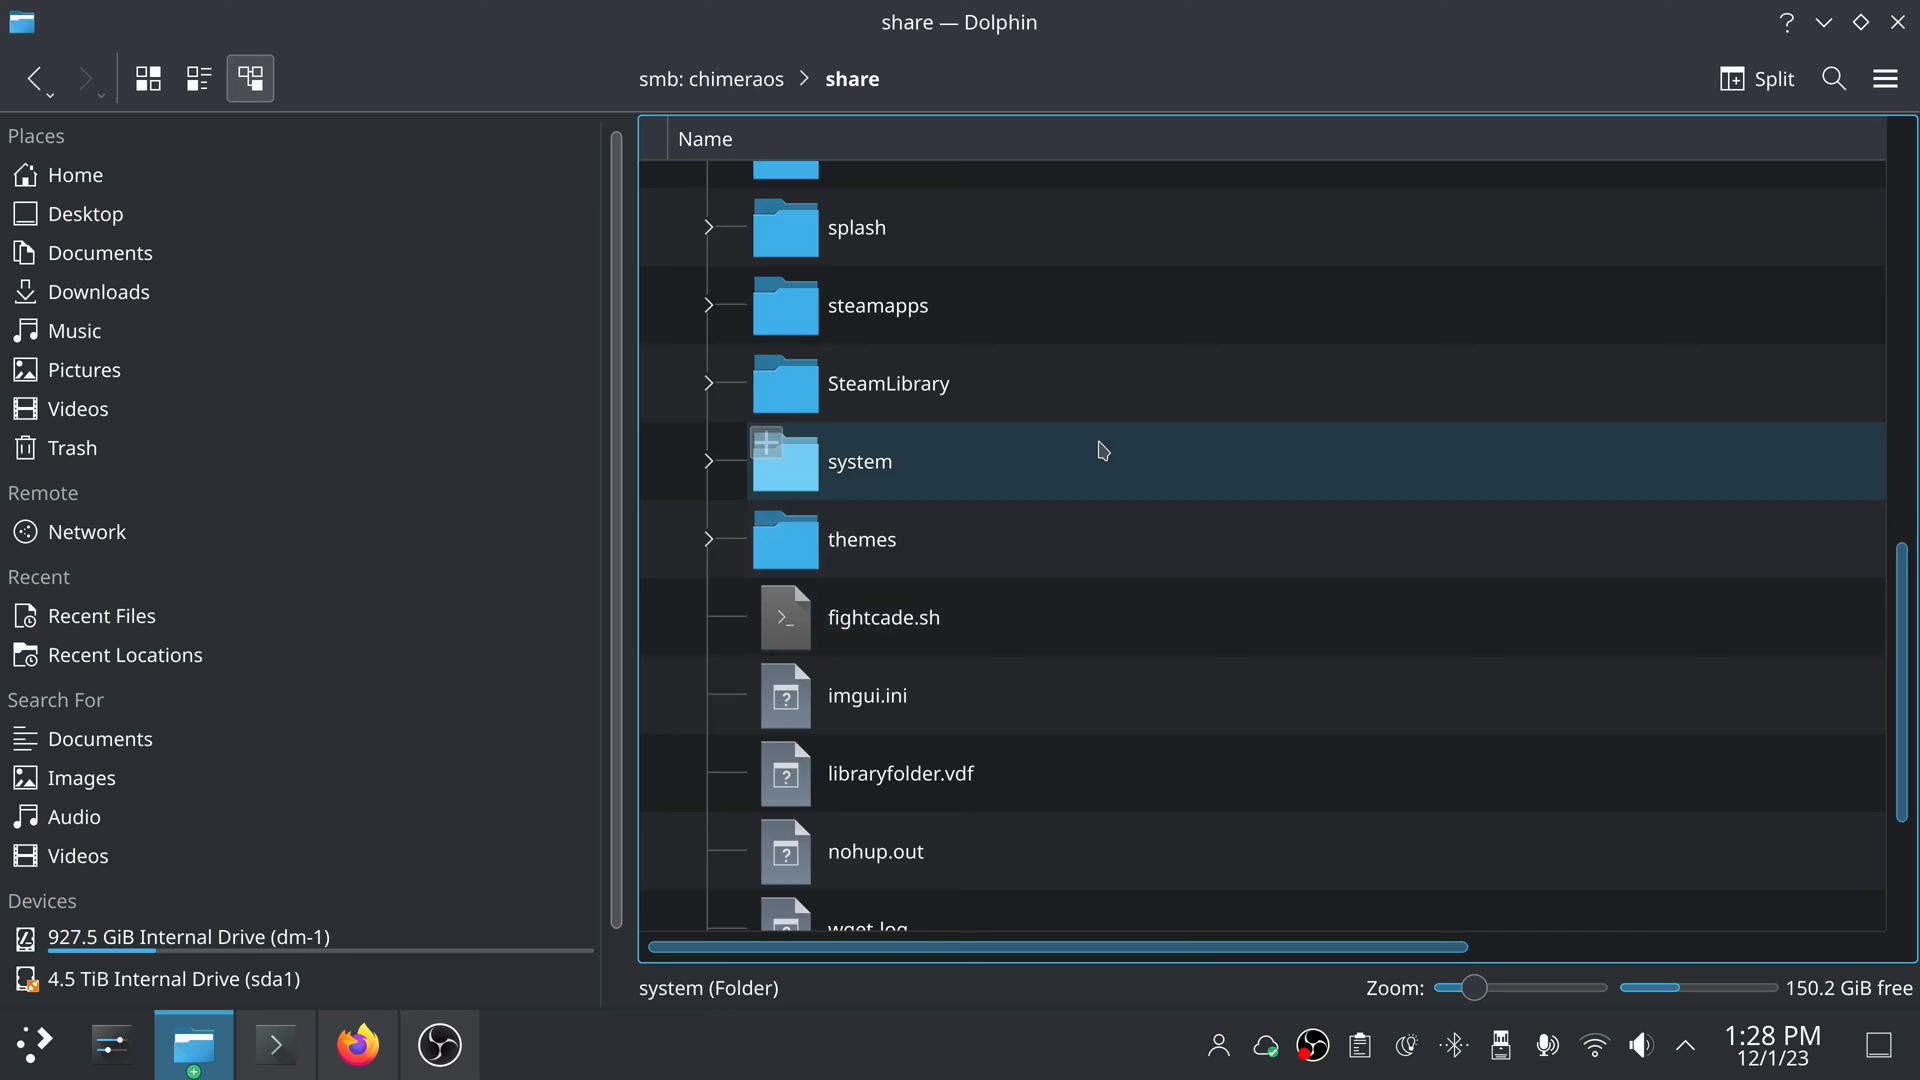 share — Dolphin
smb: chimeraos > share
Split
Places
Home
Desktop
Documents
Downloads
Music
Pictures
Videos
Trash
Remote
Network
Recent
Recent Files
Recent Locations
Search For
Documents
Images
Audio
Videos
Devices
927.5 GiB Internal Drive (dm-1)
4.5 TiB Internal Drive (sda1)
Name
splash
steamapps
SteamLibrary
system
themes
fightcade.sh
imgui.ini
libraryfolder.vdf
nohup.out
wget.log
system (Folder)
Zoom:
150.2 GiB free
1:28 PM
12/1/23